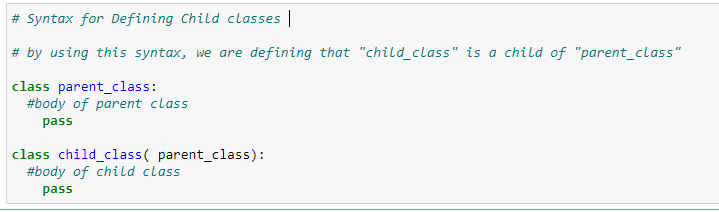 # Syntax for Defining Child classes
# by using this syntax, we are defining that "child_class" is a child of "parent_class"
class parent_class:
  #body of parent class
    pass
class child_class( parent_class):
  #body of child class
    pass